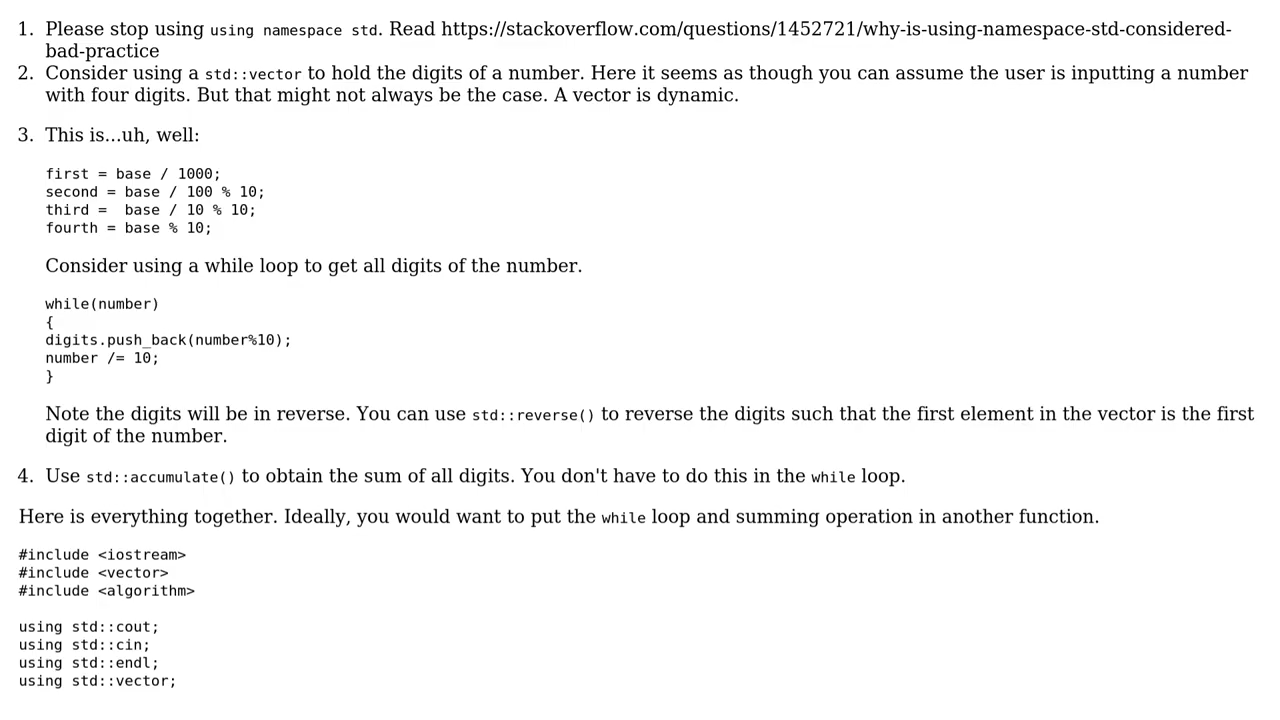 1. Please stop using using namespace std. Read https://stackoverflow.com/questions/1452721/why-is-using-namespace-std-considered-
bad-practice
2. Consider using a std::vector to hold the digits of a number. Here it seems as though you can assume the user is inputting a number
with four digits. But that might not always be the case. A vector is dynamic.
3. This is...uh, well:
first = base / 1000;
second = base / 100 % 10;
third =  base / 10 % 10;
fourth = base % 10;
Consider using a while loop to get all digits of the number.
while(number)
{
digits.push_back(number%10);
number /= 10;
}
Note the digits will be in reverse. You can use std::reverse() to reverse the digits such that the first element in the vector is the first
digit of the number.
4. Use std::accumulate() to obtain the sum of all digits. You don't have to do this in the while loop.
Here is everything together. Ideally, you would want to put the while loop and summing operation in another function.
#include <iostream>
#include <vector>
#include <algorithm>
using std::cout;
using std::cin;
using std::endl;
using std::vector;